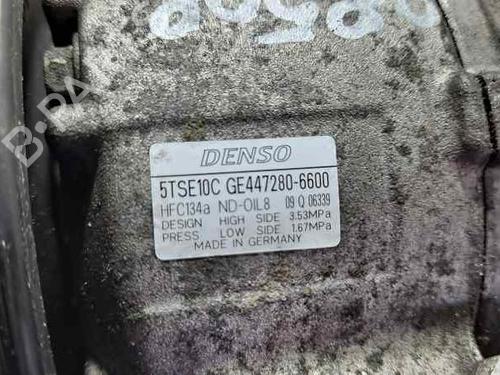 DENSO
5TSE10C GE447280-6600
HFC134a ND-OIL8 09 Q 06339
DESIGN HIGH SIDE 3.53MPa
PRESS LOW SIDE 1.67MPa
MADE IN GERMANY
B-PA